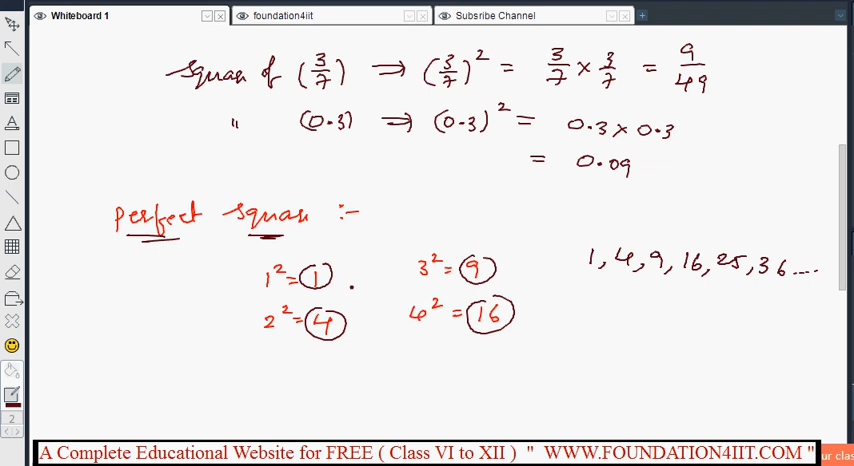 Whiteboard 1
foundation4iit
Subsribe Channel
Square of (3/7) ⇒ (3/7)² = 3/7 × 3/7 = 9/49
" (0.3) ⇒ (0.3)² = 0.3 × 0.3
= 0.09
Perfect Square :-
1² = 1 3² = 9 1, 4, 9, 16, 25, 36 ....
2² = 4 4² = 16
2
A Complete Educational Website for FREE ( Class VI to XII ) " WWW.FOUNDATION4IIT.COM "
ur clas